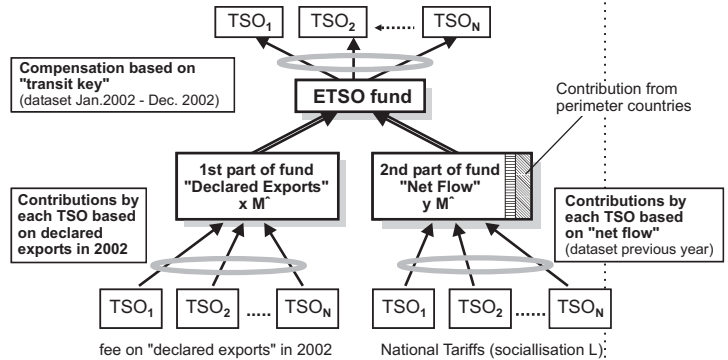 TSO1 TSO2 TSON
Compensation based on
"transit key"
(dataset Jan.2002 - Dec. 2002)
ETSO fund
Contribution from
perimeter countries
1st part of fund
"Declared Exports"
x Mˆ
2nd part of fund
"Net Flow"
y Mˆ
Contributions by
each TSO based
on declared
exports in 2002
Contributions by
each TSO based
on "net flow"
(dataset previous year)
TSO1 TSO2 ..... TSON
TSO1 TSO2 ...... TSON
fee on "declared exports" in 2002
National Tariffs (sociallisation L)